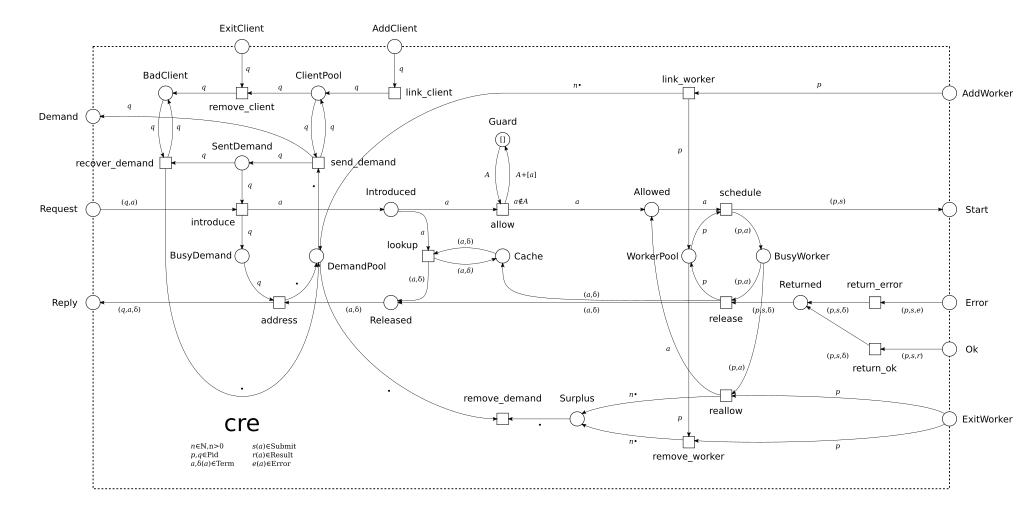 ExitClient
AddClient
q
q
BadClient
ClientPool
link_worker
n•
p
q
q
q
link_client
AddWorker
remove_client
Demand
q
Guard
[]
q
q
q
q
SentDemand
p
recover_demand
q
q
send_demand
A
A+[a]
q
•
Introduced
Allowed
schedule
Request
(q,a)
a
a
a∉A
a
a
(p,s)
Start
introduce
allow
q
a
p
(p,a)
lookup
(a,δ)
BusyDemand
DemandPool
Cache
WorkerPool
BusyWorker
(a,δ)
q
•
(a,δ)
p
(p,a)
Returned
return_error
(a,δ)
Reply
Error
(q,a,δ)
(a,δ)
(a,δ)
(p,s,δ)
(p,s,δ)
(p,s,e)
address
Released
release
a
Ok
(p,s,δ)
(p,s,r)
(p,a)
return_ok
•
•
remove_demand
Surplus
n•
p
reallow
cre
•
p
ExitWorker
n•
p
n∈N,n>0
s(a)∈Submit
p,q∈Pid
r(a)∈Result
remove_worker
a,δ(a)∈Term
e(a)∈Error